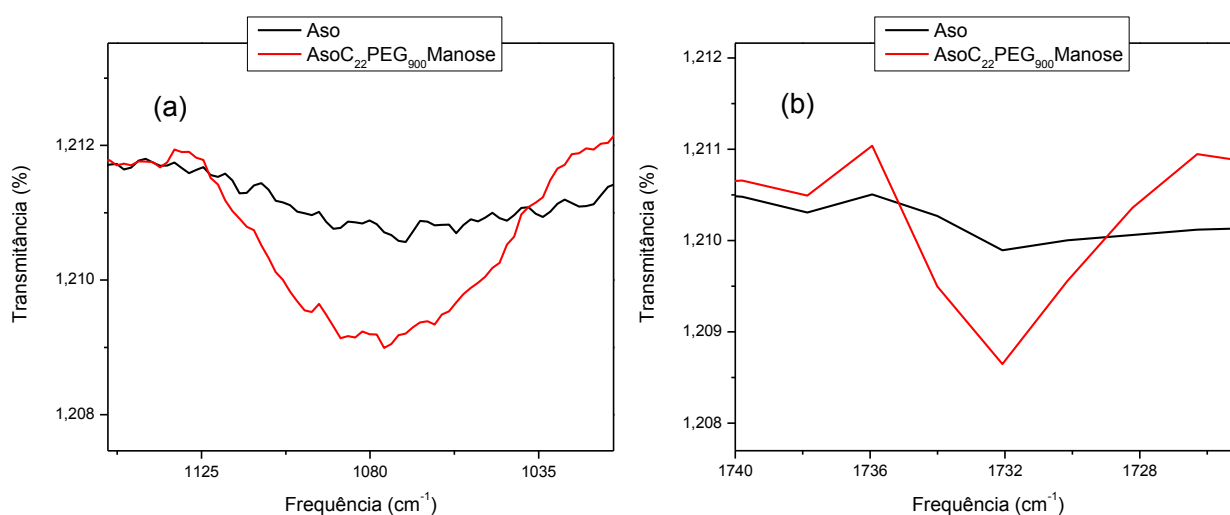 Aso
AsoC₂₂PEG₉₀₀Manose
(a)
1,212
1,210
1,208
Transmitância (%)
1125
1080
1035
Frequência (cm⁻¹)
Aso
AsoC₂₂PEG₉₀₀Manose
(b)
1,212
1,211
1,210
1,209
1,208
Transmitância (%)
1740
1736
1732
1728
Frequência (cm⁻¹)